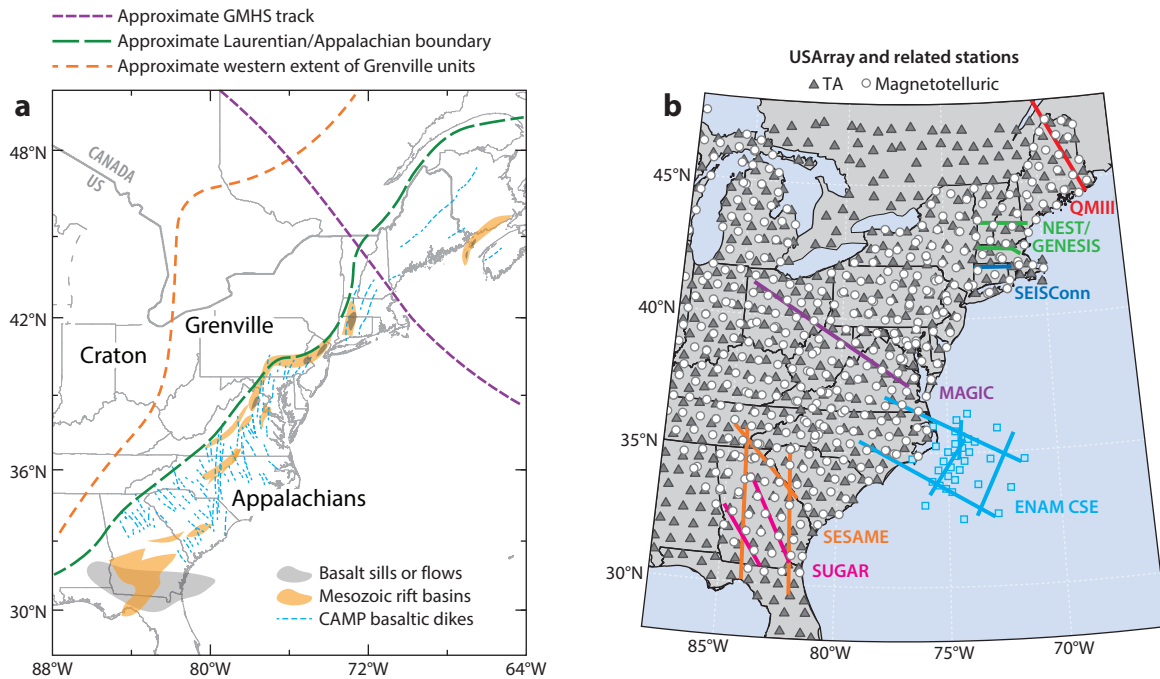 Approximate GMHS track
Approximate Laurentian/Appalachian boundary
Approximate western extent of Grenville units
a
48°N
42°N
36°N
30°N
88°W
80°W
72°W
64°W
CANADA
US
Grenville
Craton
Appalachians
Basalt sills or flows
Mesozoic rift basins
CAMP basaltic dikes
USArray and related stations
TA
Magnetotelluric
b
45°N
40°N
35°N
30°N
85°W
80°W
75°W
70°W
QMIII
NEST/
GENESIS
SEISConn
MAGIC
ENAM CSE
SESAME
SUGAR